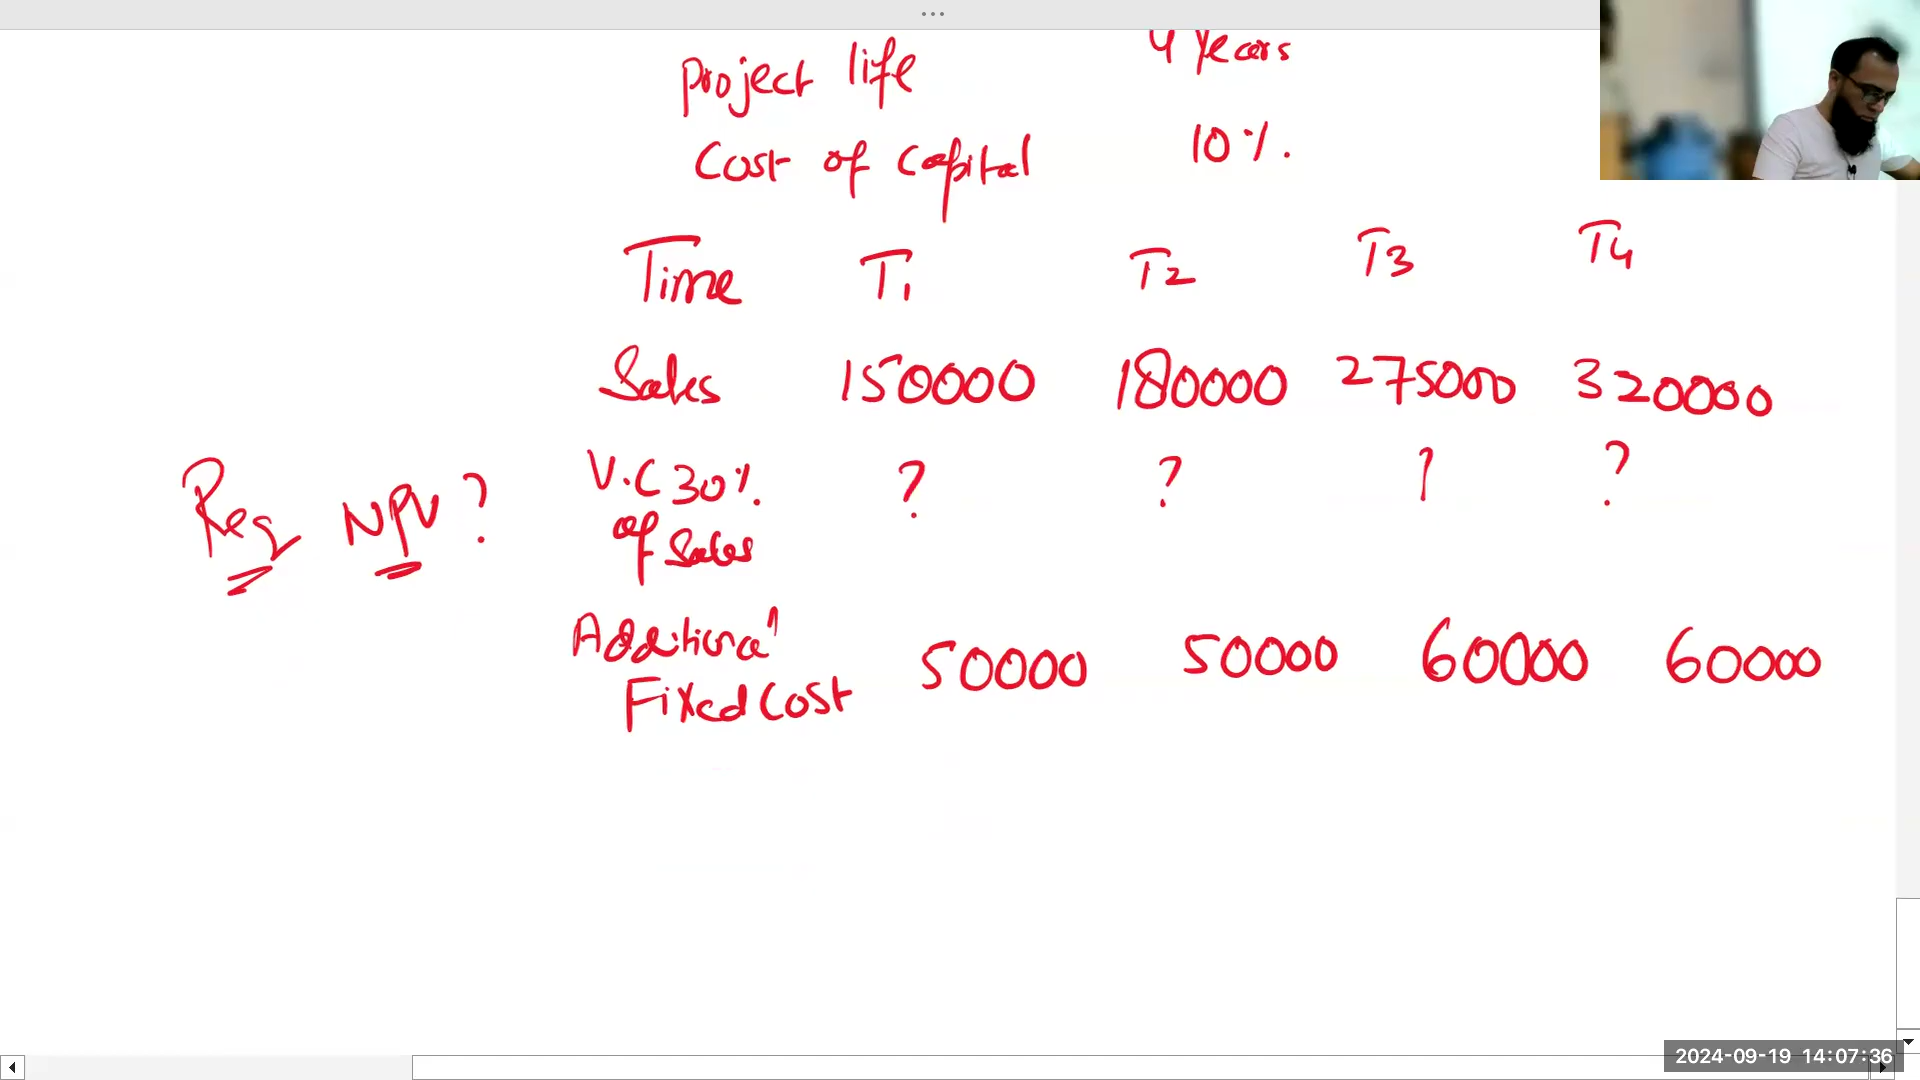 ...
Project life 4 Years
Cost of Capital 10%.
Time T1 T2 T3 T4
Sales 150000 180000 275000 320000
Req NPV?
V.C 30%. ? ? ? ?
of Sales
Additional
Fixed Cost 50000 50000 60000 60000
2024-09-19 14:07:36